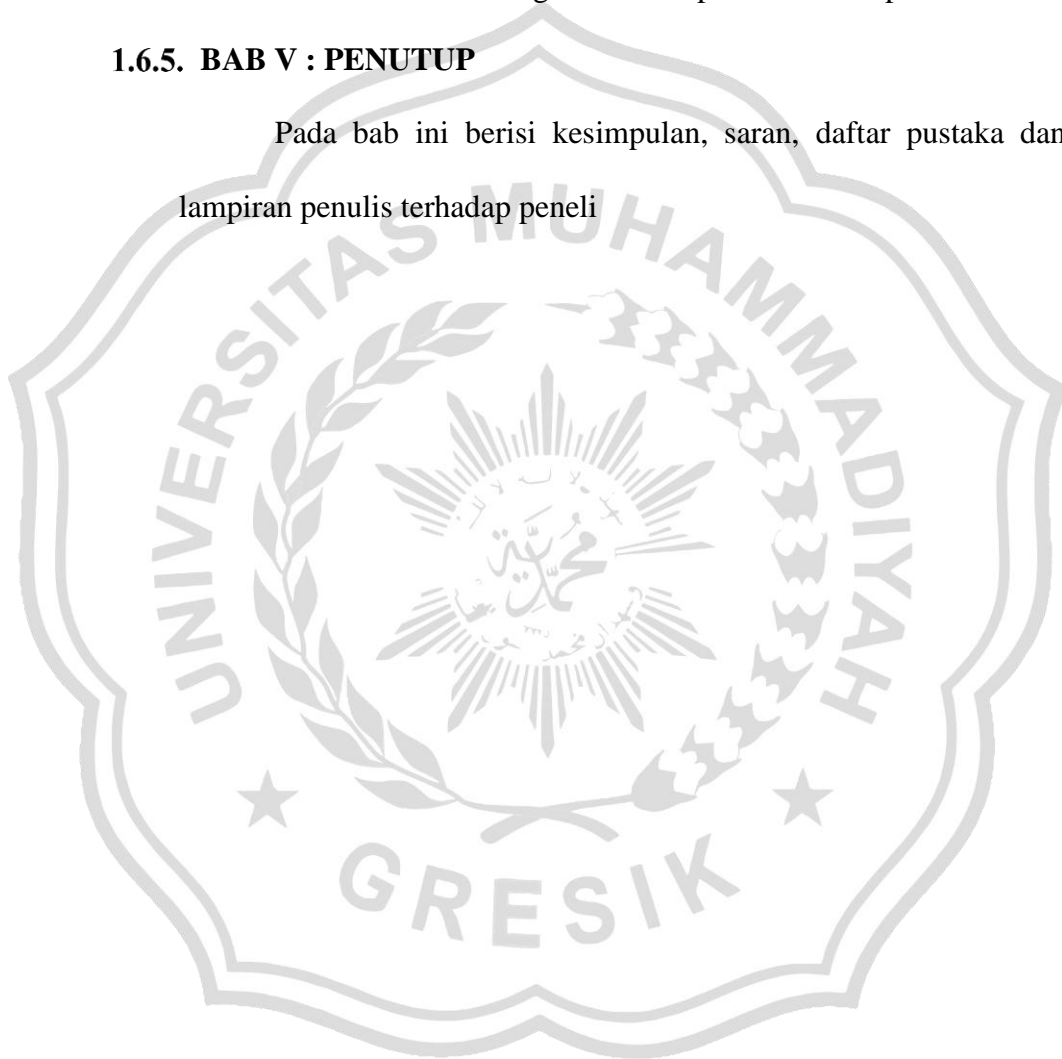 1.6.5. BAB V : PENUTUP
Pada bab ini berisi kesimpulan, saran, daftar pustaka dan
lampiran penulis terhadap peneli
UNIVERSITAS MUHAMMADIYAH
محمد
GRESIK